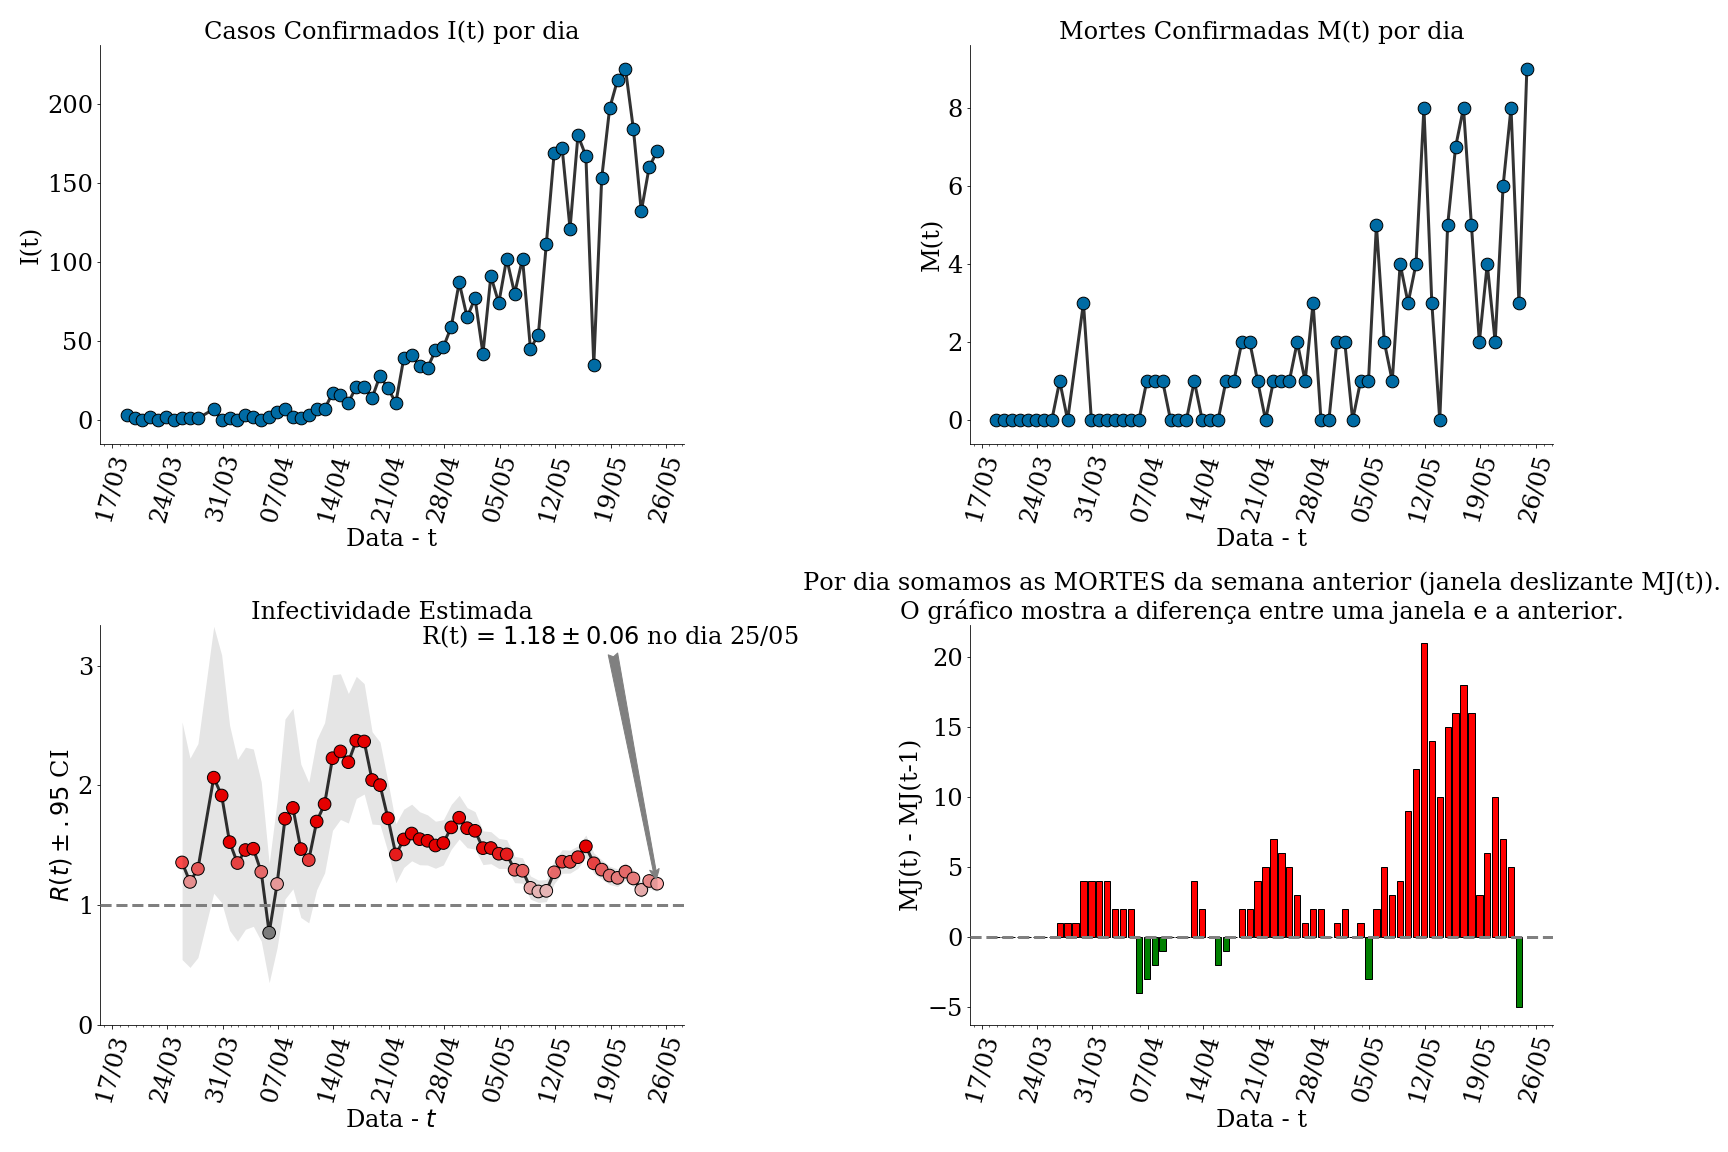 Casos Confirmados I(t) por dia
I(t)
200
150
100
50
0
17/03 24/03 31/03 07/04 14/04 21/04 28/04 05/05 12/05 19/05 26/05
Data - t
Mortes Confirmadas M(t) por dia
M(t)
8
6
4
2
0
17/03 24/03 31/03 07/04 14/04 21/04 28/04 05/05 12/05 19/05 26/05
Data - t
Infectividade Estimada
R(t) = 1.18 ± 0.06 no dia 25/05
R(t) ± .95 CI
3
2
1
0
17/03 24/03 31/03 07/04 14/04 21/04 28/04 05/05 12/05 19/05 26/05
Data - t
Por dia somamos as MORTES da semana anterior (janela deslizante MJ(t)).
O gráfico mostra a diferença entre uma janela e a anterior.
MJ(t) - MJ(t-1)
20
15
10
5
0
−5
17/03 24/03 31/03 07/04 14/04 21/04 28/04 05/05 12/05 19/05 26/05
Data - t